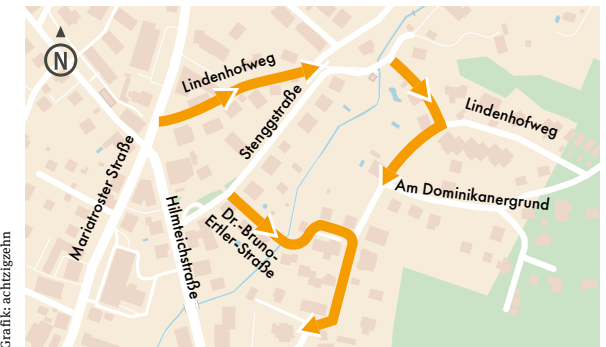 N
Lindenhofweg
Stenggstraße
Lindenhofweg
Mariatroster Straße
Hilmteichstraße
Am Dominikanergrund
Dr.-Bruno-
Ertler-Straße
Grafik: achtzigzehn